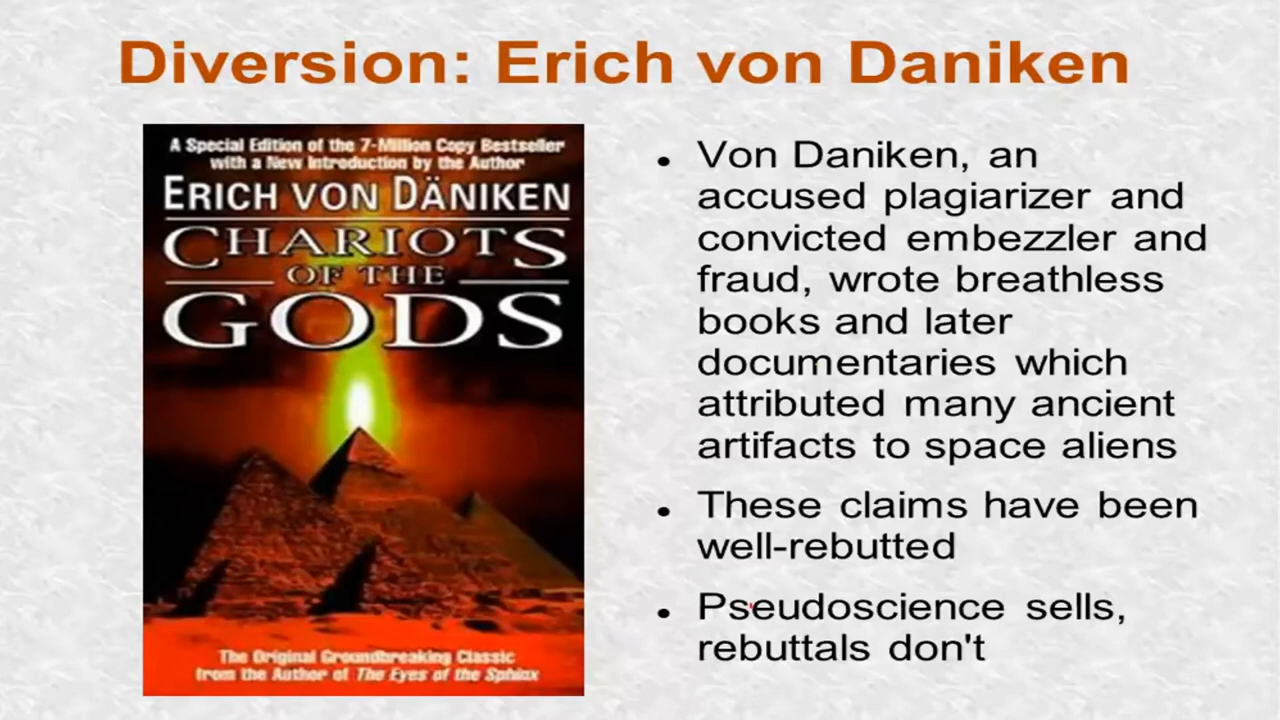 Diversion: Erich von Daniken
A Special Edition of the 7-Million Copy Bestseller
with a New Introduction by the Author
ERICH VON DÄNIKEN
CHARIOTS
OF THE
GODS
The Original Groundbreaking Classic
from the Author of The Eyes of the Sphinx
• Von Daniken, an
accused plagiarizer and
convicted embezzler and
fraud, wrote breathless
books and later
documentaries which
attributed many ancient
artifacts to space aliens
• These claims have been
well-rebutted
• Pseudoscience sells,
rebuttals don't